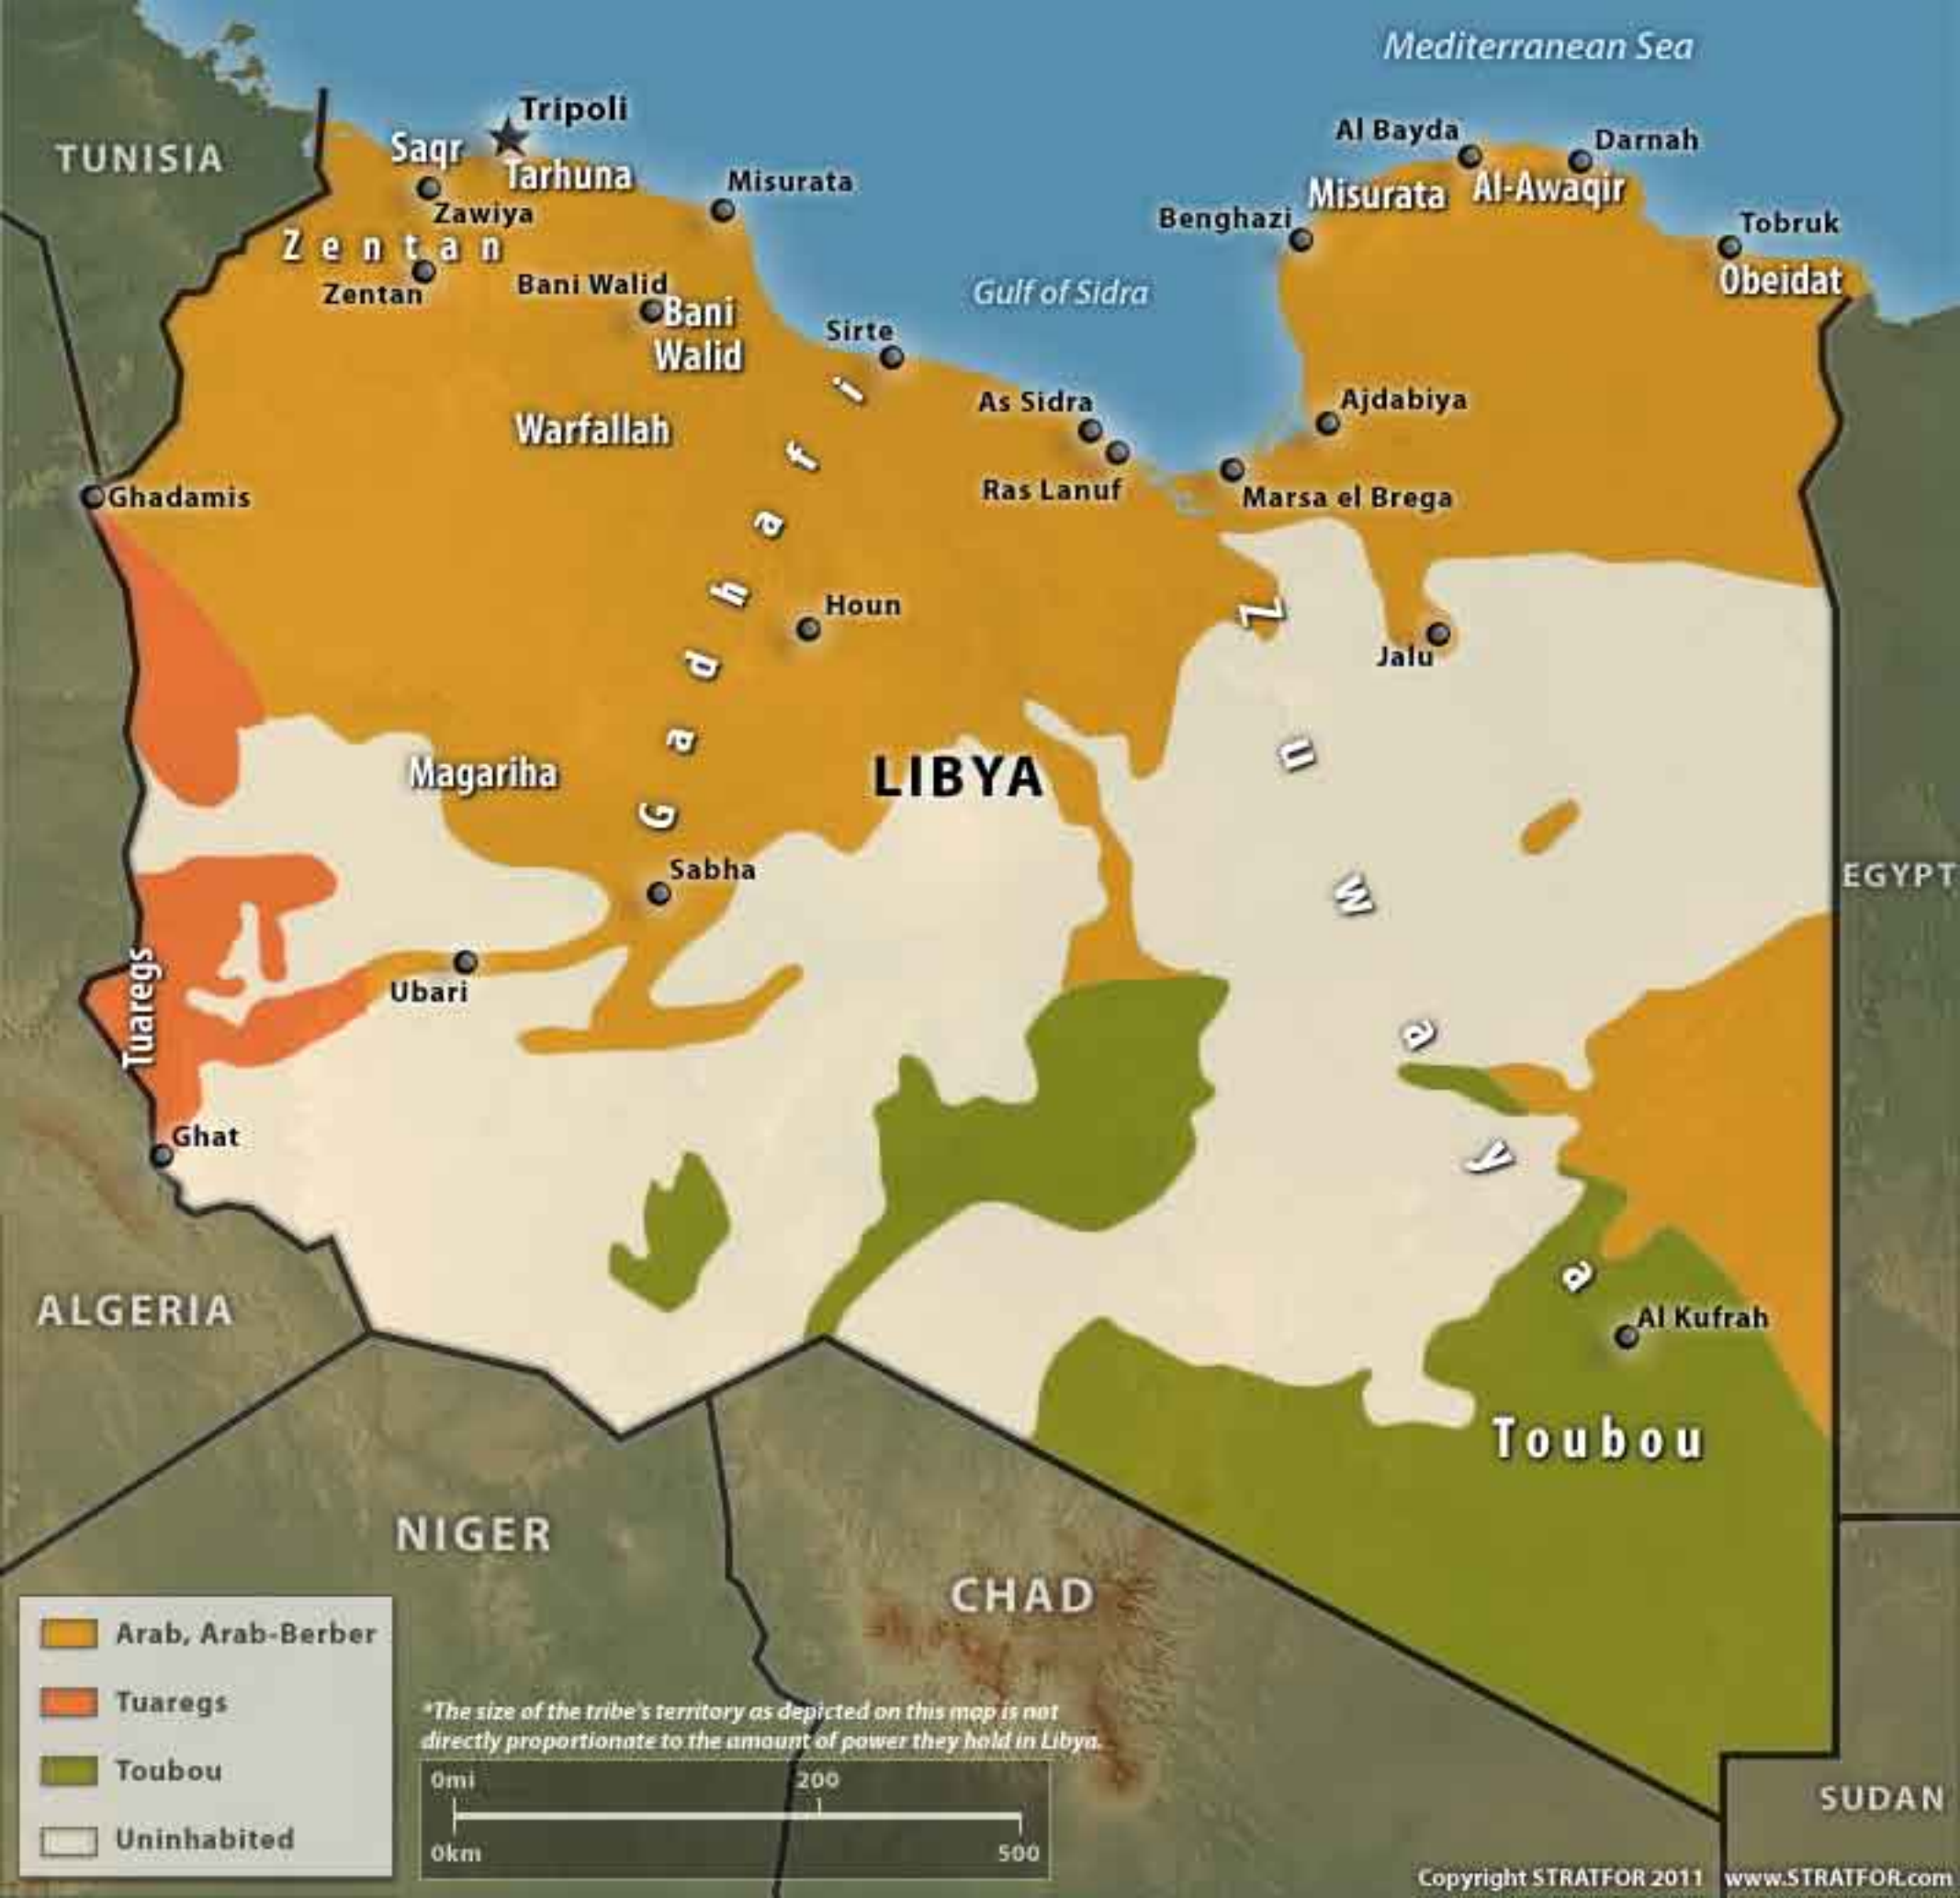 Mediterranean Sea
Tripoli
Al Bayda
Darnah
TUNISIA
Saqr
Tarhuna
Misurata
Misurata
Al-Awaqir
Zawiya
Benghazi
Tobruk
Zentan
Zentan
Bani Walid
Gulf of Sidra
Obeidat
Bani
Walid
Sirte
As Sidra
Ajdabiya
Warfallah
Ras Lanuf
Marsa el Brega
Ghadamis
Gadhafi
Houn
Zuwaya
Jalu
Magariha
LIBYA
Sabha
EGYPT
Tuaregs
Ubari
Ghat
ALGERIA
Al Kufrah
Toubou
NIGER
CHAD
SUDAN
Arab, Arab-Berber
Tuaregs
Toubou
Uninhabited
*The size of the tribe's territory as depicted on this map is not
directly proportionate to the amount of power they hold in Libya.
0mi 200
0km 500
Copyright STRATFOR 2011 www.STRATFOR.com